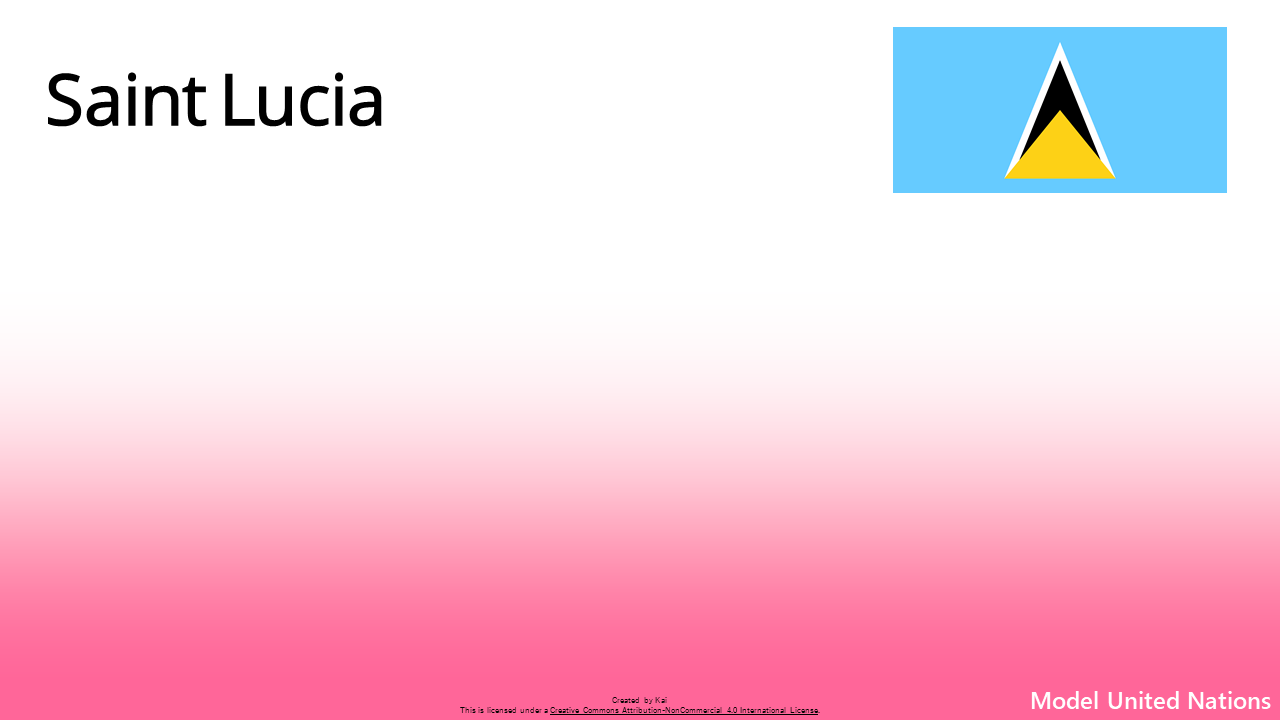 Saint Lucia
Created by Kai
This is licensed under a Creative Commons Attribution-NonCommercial 4.0 International License.
Model United Nations